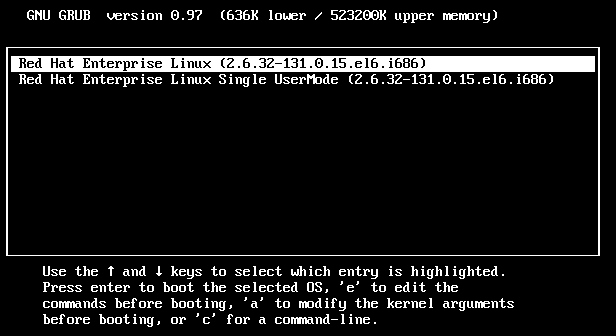 GNU GRUB  version 0.97  (636K lower / 523200K upper memory)
Red Hat Enterprise Linux (2.6.32-131.0.15.el6.i686)
Red Hat Enterprise Linux Single UserMode (2.6.32-131.0.15.el6.i686)
Use the ↑ and ↓ keys to select which entry is highlighted.
Press enter to boot the selected OS, 'e' to edit the
commands before booting, 'a' to modify the kernel arguments
before booting, or 'c' for a command-line.